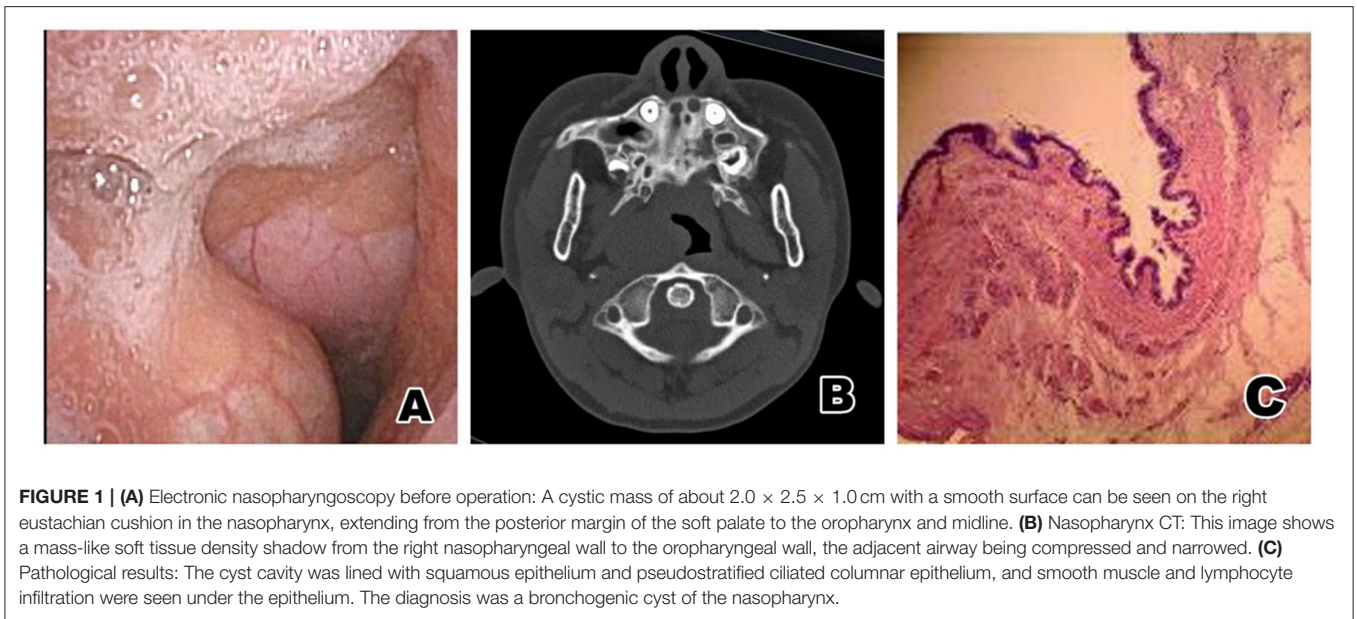 A
B
C
FIGURE 1 | (A) Electronic nasopharyngoscopy before operation: A cystic mass of about 2.0 × 2.5 × 1.0 cm with a smooth surface can be seen on the right
eustachian cushion in the nasopharynx, extending from the posterior margin of the soft palate to the oropharynx and midline. (B) Nasopharynx CT: This image shows
a mass-like soft tissue density shadow from the right nasopharyngeal wall to the oropharyngeal wall, the adjacent airway being compressed and narrowed. (C)
Pathological results: The cyst cavity was lined with squamous epithelium and pseudostratified ciliated columnar epithelium, and smooth muscle and lymphocyte
infiltration were seen under the epithelium. The diagnosis was a bronchogenic cyst of the nasopharynx.